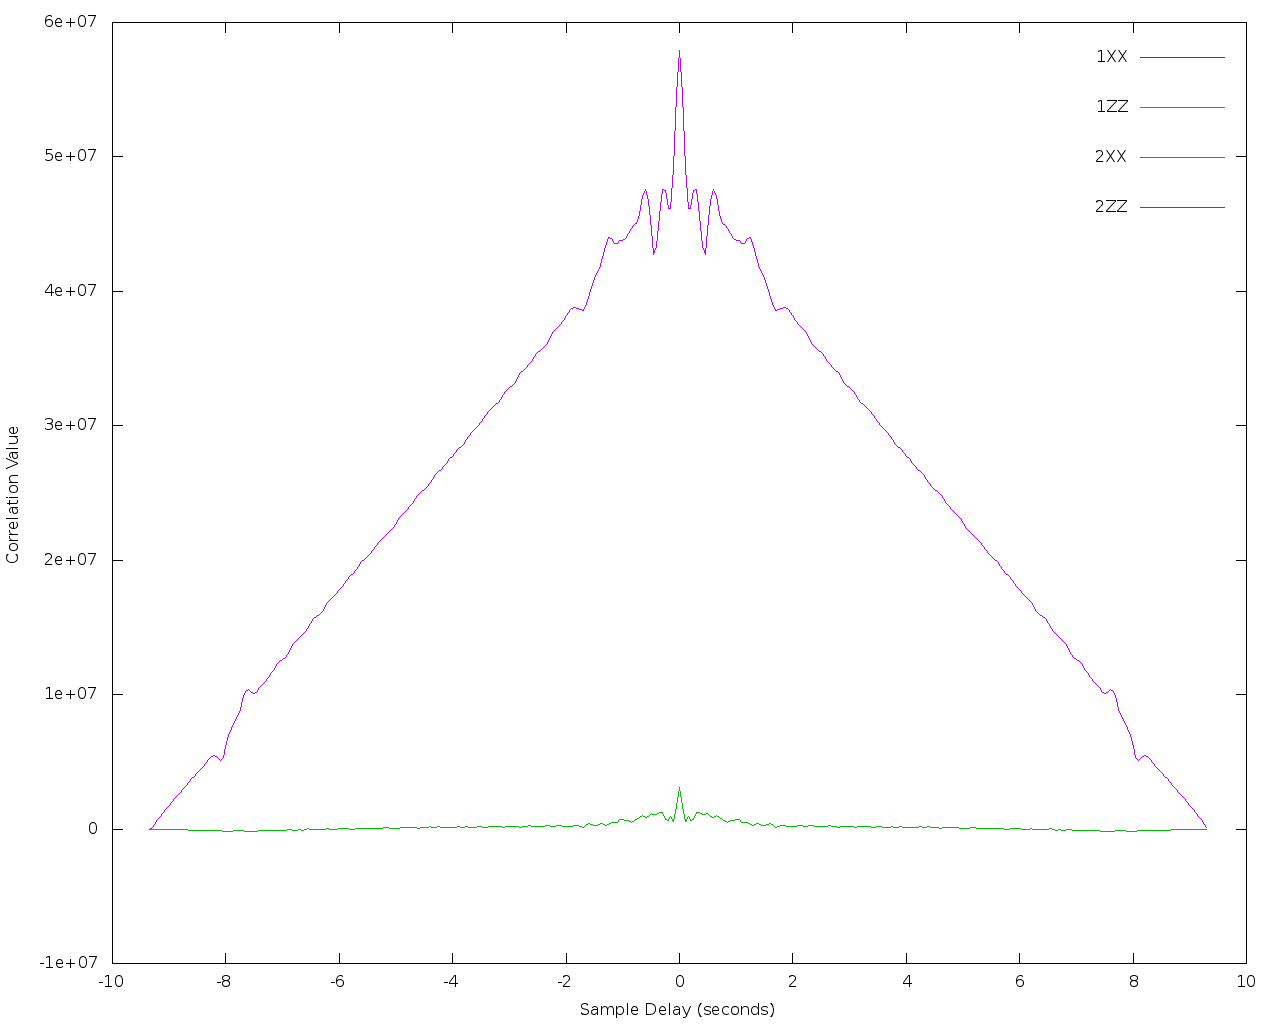 6e+07
5e+07
4e+07
3e+07
2e+07
1e+07
0
-1e+07
Correlation Value
-10 -8 -6 -4 -2 0 2 4 6 8 10
Sample Delay (seconds)
1XX
1ZZ
2XX
2ZZ